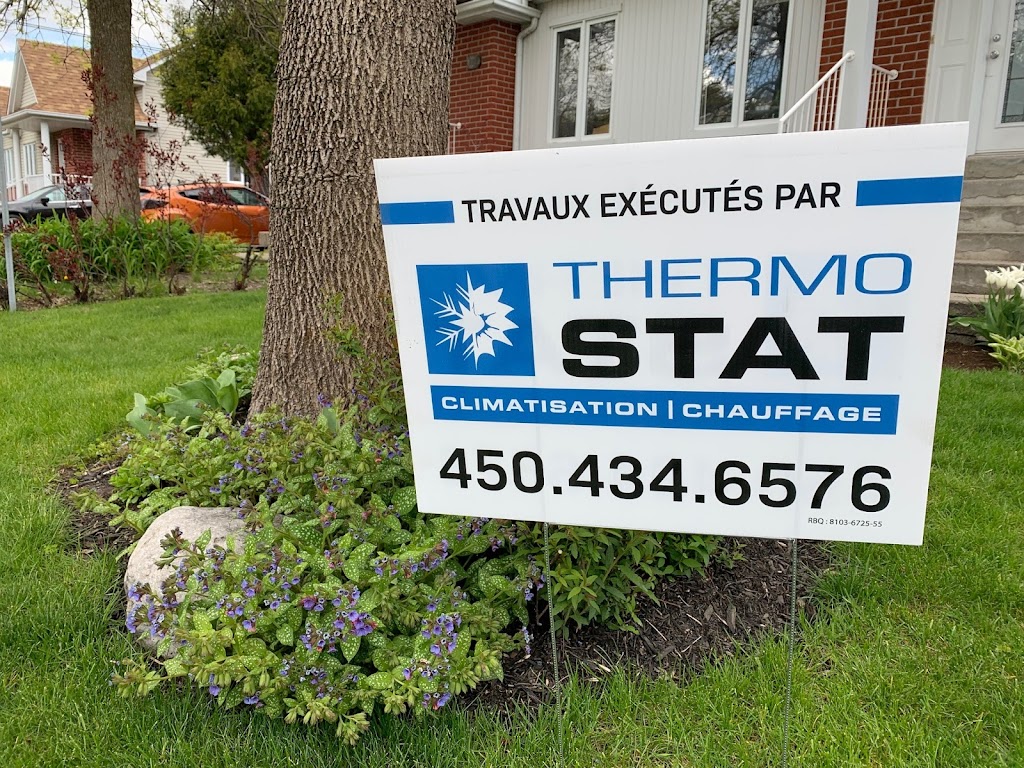 TRAVAUX EXÉCUTÉS PAR
THERMO
STAT
CLIMATISATION | CHAUFFAGE
450.434.6576
RBQ : 8103-6725-55